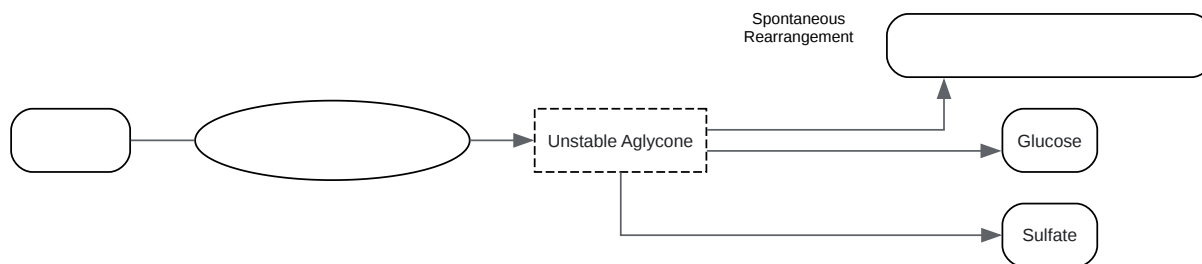 Spontaneous
Rearrangement
Unstable Aglycone
Glucose
Sulfate